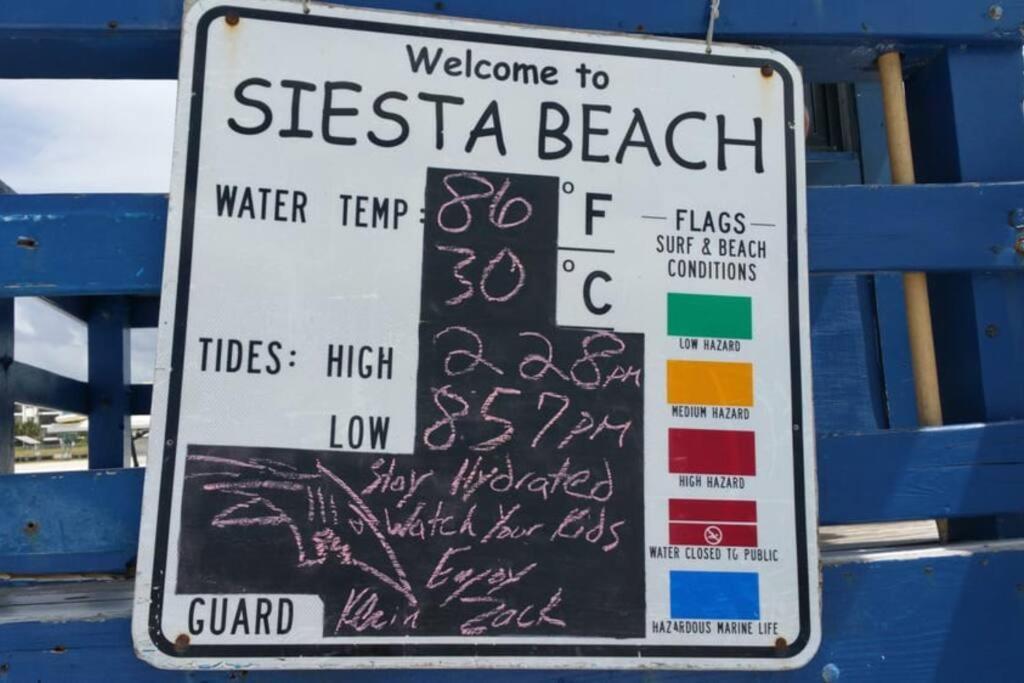 Welcome to
SIESTA BEACH
WATER TEMP: 86 °F
30 °C
TIDES: HIGH 2 28pm
LOW 857PM
Stay Hydrated
Watch Your Kids
Enjoy
GUARD Klein Zack
— FLAGS —
SURF & BEACH
CONDITIONS
LOW HAZARD
MEDIUM HAZARD
HIGH HAZARD
WATER CLOSED TO PUBLIC
HAZARDOUS MARINE LIFE